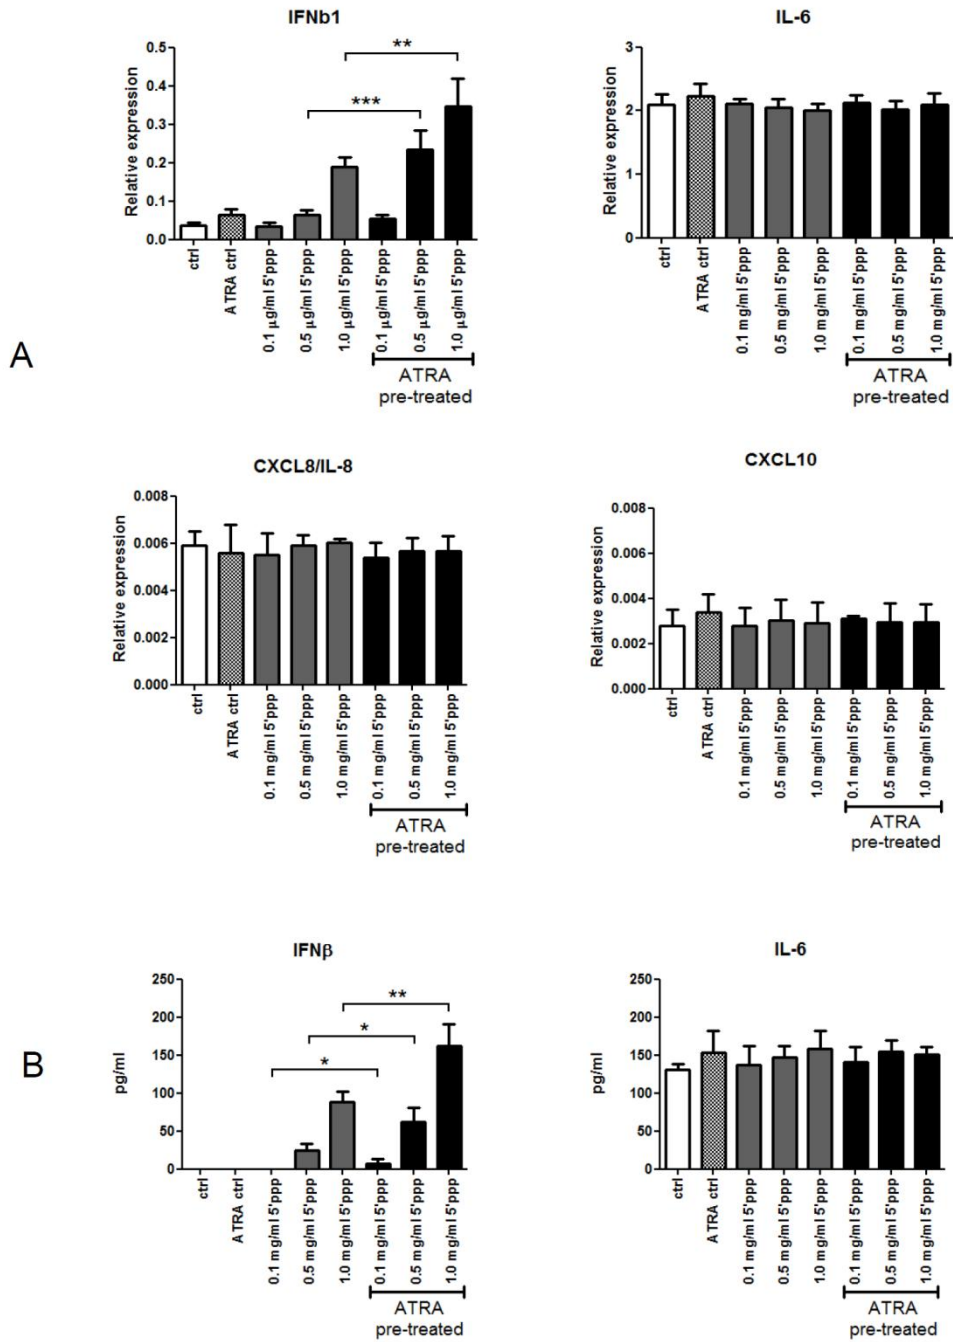 A
IFNb1
Relative expression
0.5
0.4
0.3
0.2
0.1
0.0
**
***
ctrl
ATRA ctrl
0.1 µg/ml 5'ppp
0.5 µg/ml 5'ppp
1.0 µg/ml 5'ppp
0.1 µg/ml 5'ppp
0.5 µg/ml 5'ppp
1.0 µg/ml 5'ppp
ATRA
pre-treated
IL-6
Relative expression
3
2
1
0
ctrl
ATRA ctrl
0.1 mg/ml 5'ppp
0.5 mg/ml 5'ppp
1.0 mg/ml 5'ppp
0.1 mg/ml 5'ppp
0.5 mg/ml 5'ppp
1.0 mg/ml 5'ppp
ATRA
pre-treated
CXCL8/IL-8
Relative expression
0.008
0.006
0.004
0.002
0.000
ctrl
ATRA ctrl
0.1 mg/ml 5'ppp
0.5 mg/ml 5'ppp
1.0 mg/ml 5'ppp
0.1 mg/ml 5'ppp
0.5 mg/ml 5'ppp
1.0 mg/ml 5'ppp
ATRA
pre-treated
CXCL10
Relative expression
0.008
0.006
0.004
0.002
0.000
ctrl
ATRA ctrl
0.1 mg/ml 5'ppp
0.5 mg/ml 5'ppp
1.0 mg/ml 5'ppp
0.1 mg/ml 5'ppp
0.5 mg/ml 5'ppp
1.0 mg/ml 5'ppp
ATRA
pre-treated
B
IFNβ
pg/ml
250
200
150
100
50
0
**
*
*
ctrl
ATRA ctrl
0.1 mg/ml 5'ppp
0.5 mg/ml 5'ppp
1.0 mg/ml 5'ppp
0.1 mg/ml 5'ppp
0.5 mg/ml 5'ppp
1.0 mg/ml 5'ppp
ATRA
pre-treated
IL-6
pg/ml
250
200
150
100
50
0
ctrl
ATRA ctrl
0.1 mg/ml 5'ppp
0.5 mg/ml 5'ppp
1.0 mg/ml 5'ppp
0.1 mg/ml 5'ppp
0.5 mg/ml 5'ppp
1.0 mg/ml 5'ppp
ATRA
pre-treated